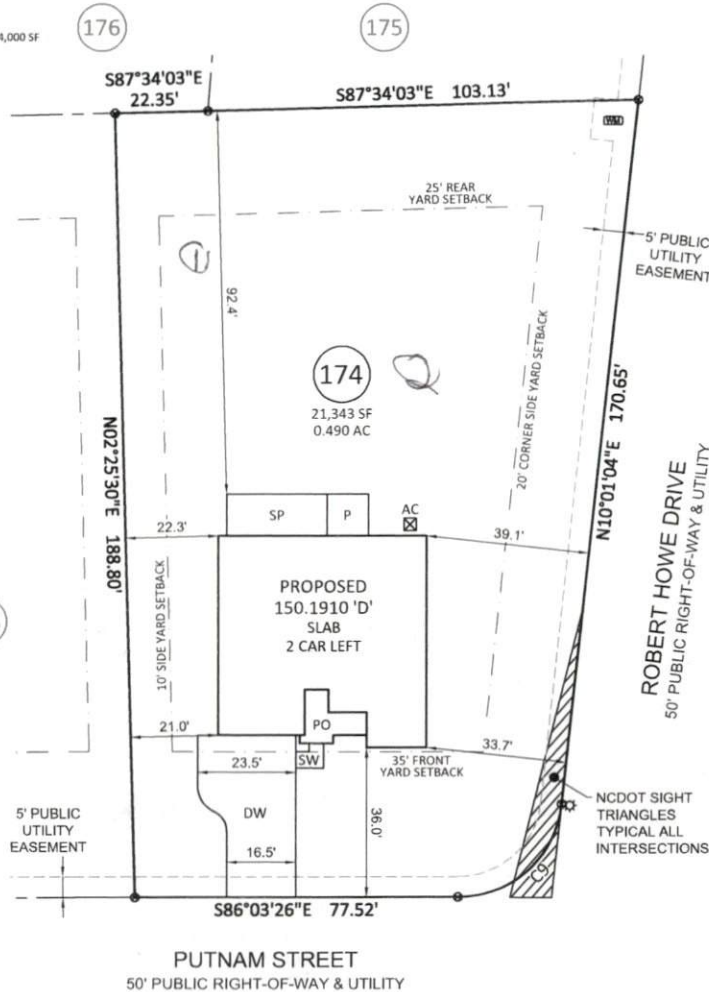 4,000 SF
176
175
S87°34'03"E
22.35'
S87°34'03"E 103.13'
25' REAR
YARD SETBACK
5' PUBLIC
UTILITY
EASEMENT
92.4'
174
21,343 SF
0.490 AC
20' CORNER SIDE YARD SETBACK
N10°01'04"E 170.65'
ROBERT HOWE DRIVE
50' PUBLIC RIGHT-OF-WAY & UTILITY
N02°25'30"E 188.80'
SP
P
AC
22.3'
39.1'
PROPOSED
150.1910 'D'
SLAB
2 CAR LEFT
10' SIDE YARD SETBACK
PO
21.0'
33.7'
SW
35' FRONT
YARD SETBACK
23.5'
DW
36.0'
16.5'
5' PUBLIC
UTILITY
EASEMENT
NCDOT SIGHT
TRIANGLES
TYPICAL ALL
INTERSECTIONS
C9
S86°03'26"E 77.52'
PUTNAM STREET
50' PUBLIC RIGHT-OF-WAY & UTILITY